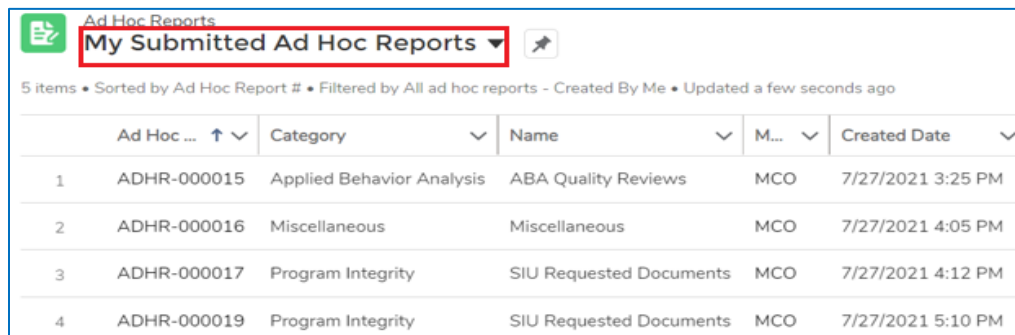 Ad Hoc Reports
My Submitted Ad Hoc Reports
5 items • Sorted by Ad Hoc Report # • Filtered by All ad hoc reports - Created By Me • Updated a few seconds ago
Ad Hoc ... ↑ Category Name M... Created Date
1 ADHR-000015 Applied Behavior Analysis ABA Quality Reviews MCO 7/27/2021 3:25 PM
2 ADHR-000016 Miscellaneous Miscellaneous MCO 7/27/2021 4:05 PM
3 ADHR-000017 Program Integrity SIU Requested Documents MCO 7/27/2021 4:12 PM
4 ADHR-000019 Program Integrity SIU Requested Documents MCO 7/27/2021 5:10 PM